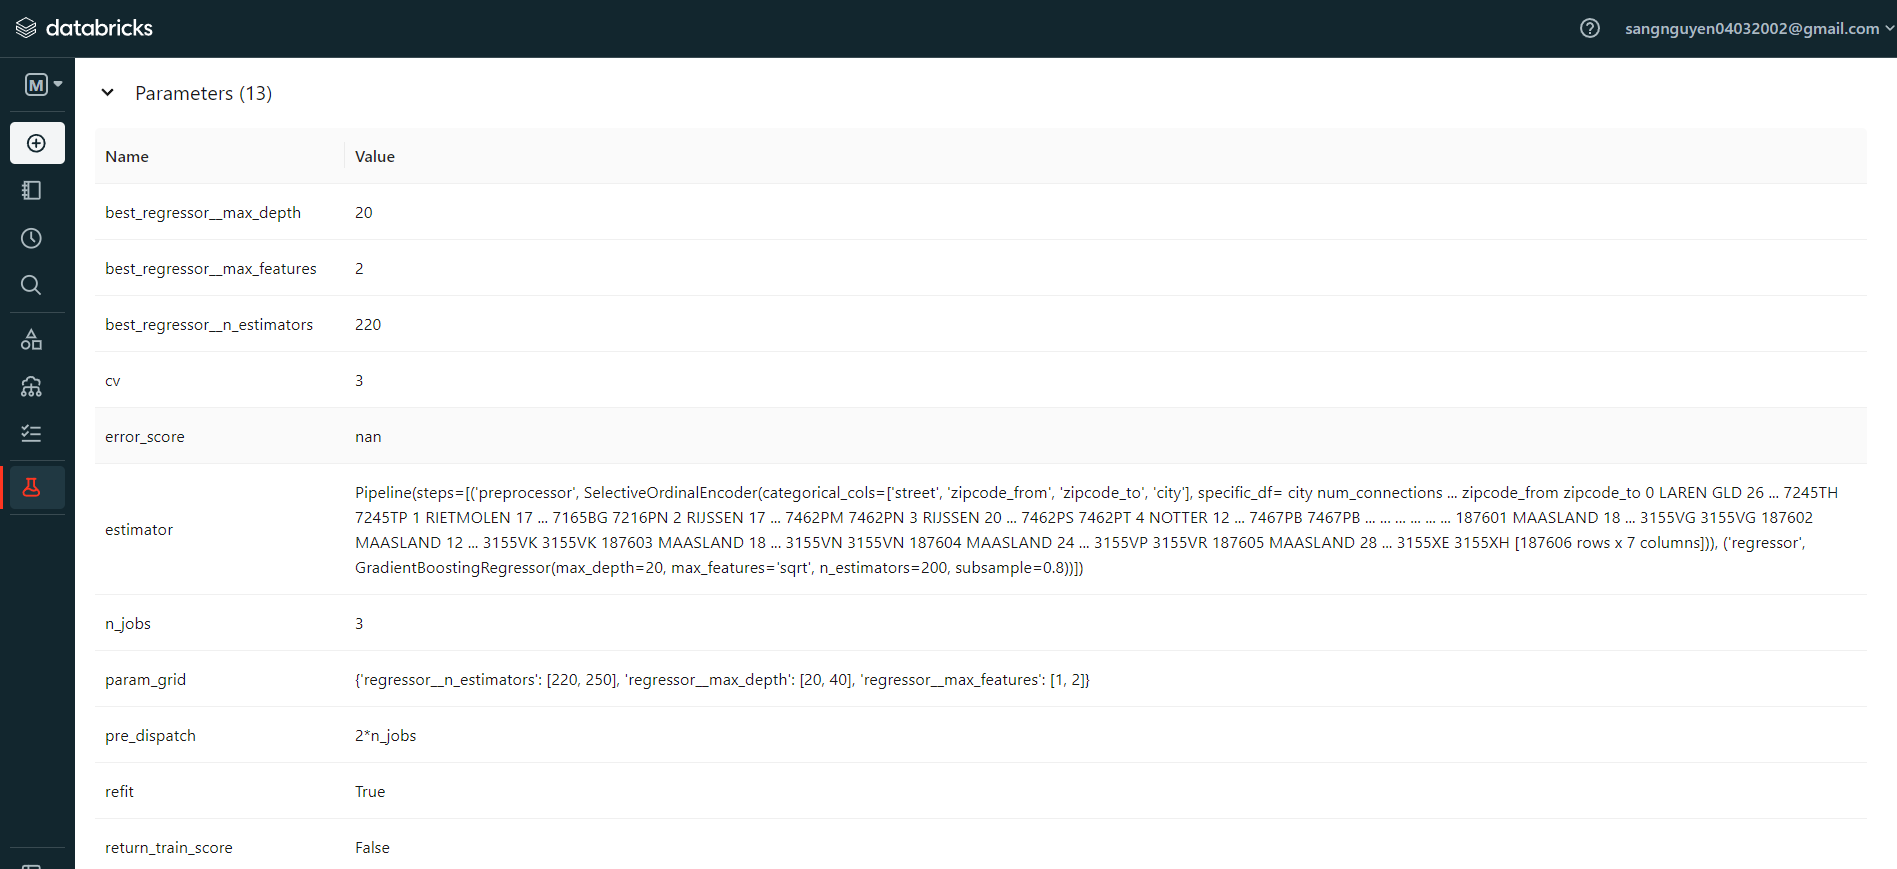 databricks
sangnguyen04032002@gmail.com
M
Parameters (13)
Name Value
best_regressor__max_depth 20
best_regressor__max_features 2
best_regressor__n_estimators 220
cv 3
error_score nan
estimator
Pipeline(steps=[('preprocessor', SelectiveOrdinalEncoder(categorical_cols=['street', 'zipcode_from', 'zipcode_to', 'city'], specific_df= city num_connections ... zipcode_from zipcode_to 0 LAREN GLD 26 ... 7245TH
7245TP 1 RIETMOLEN 17 ... 7165BG 7216PN 2 RIJSSEN 17 ... 7462PM 7462PN 3 RIJSSEN 20 ... 7462PS 7462PT 4 NOTTER 12 ... 7467PB 7467PB ... ... ... ... ... 187601 MAASLAND 18 ... 3155VG 3155VG 187602
MAASLAND 12 ... 3155VK 3155VK 187603 MAASLAND 18 ... 3155VN 3155VN 187604 MAASLAND 24 ... 3155VP 3155VR 187605 MAASLAND 28 ... 3155XE 3155XH [187606 rows x 7 columns])), ('regressor',
GradientBoostingRegressor(max_depth=20, max_features='sqrt', n_estimators=200, subsample=0.8))])
n_jobs 3
param_grid {'regressor__n_estimators': [220, 250], 'regressor__max_depth': [20, 40], 'regressor__max_features': [1, 2]}
pre_dispatch 2*n_jobs
refit True
return_train_score False